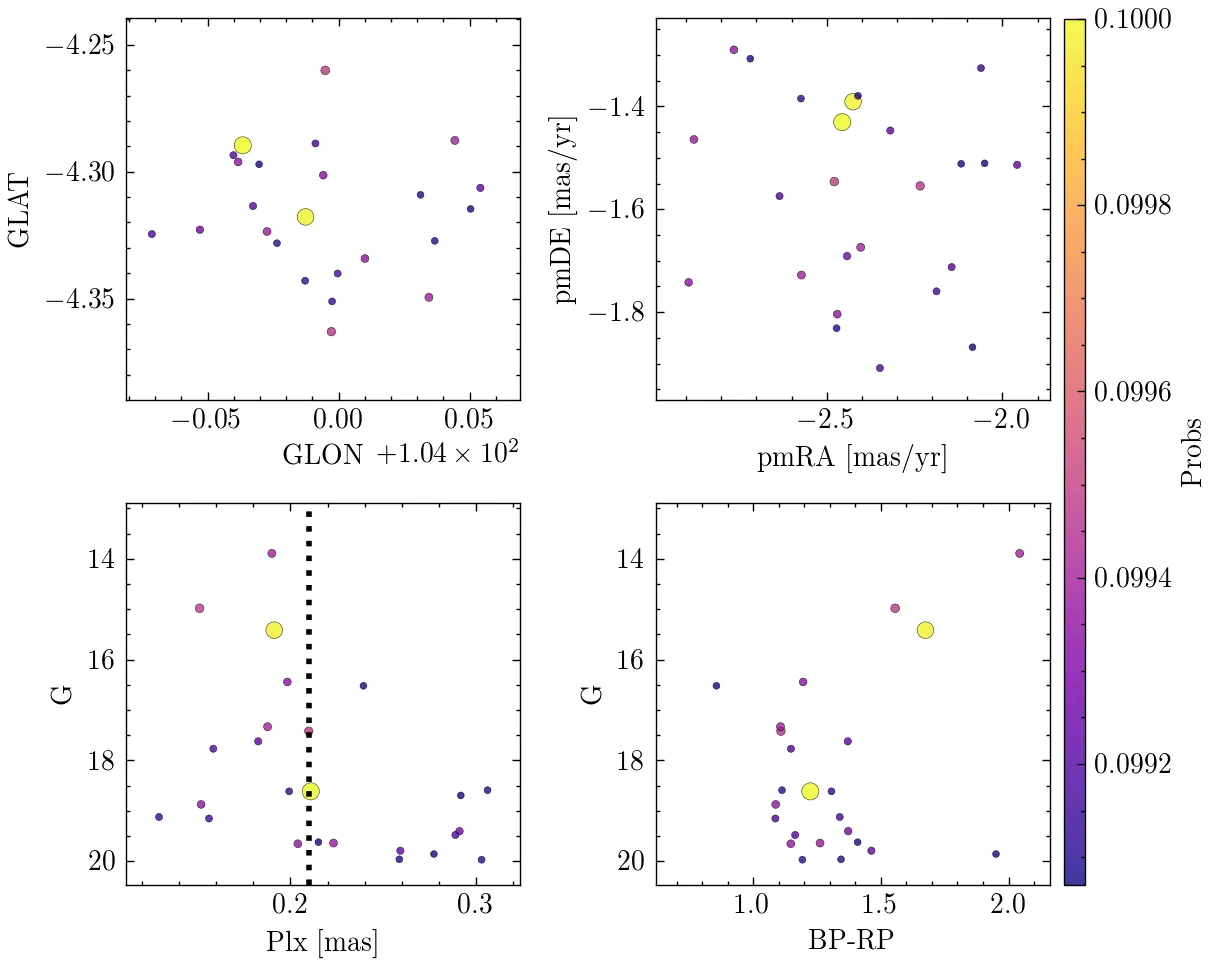 −4.25
−4.30
−4.35
GLAT
−0.05
0.00
0.05
GLON
+1.04 × 10²
−1.4
−1.6
−1.8
pmDE [mas/yr]
−2.5
−2.0
pmRA [mas/yr]
14
16
18
20
G
0.2
0.3
Plx [mas]
14
16
18
20
G
1.0
1.5
2.0
BP-RP
0.1000
0.0998
0.0996
0.0994
0.0992
Probs